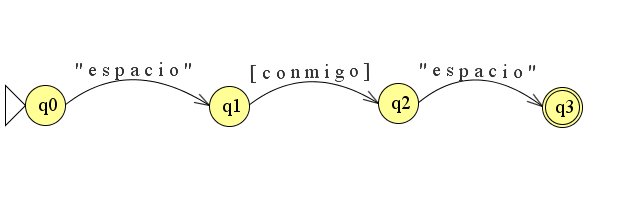 "espacio"
[conmigo]
"espacio"
q0
q1
q2
q3